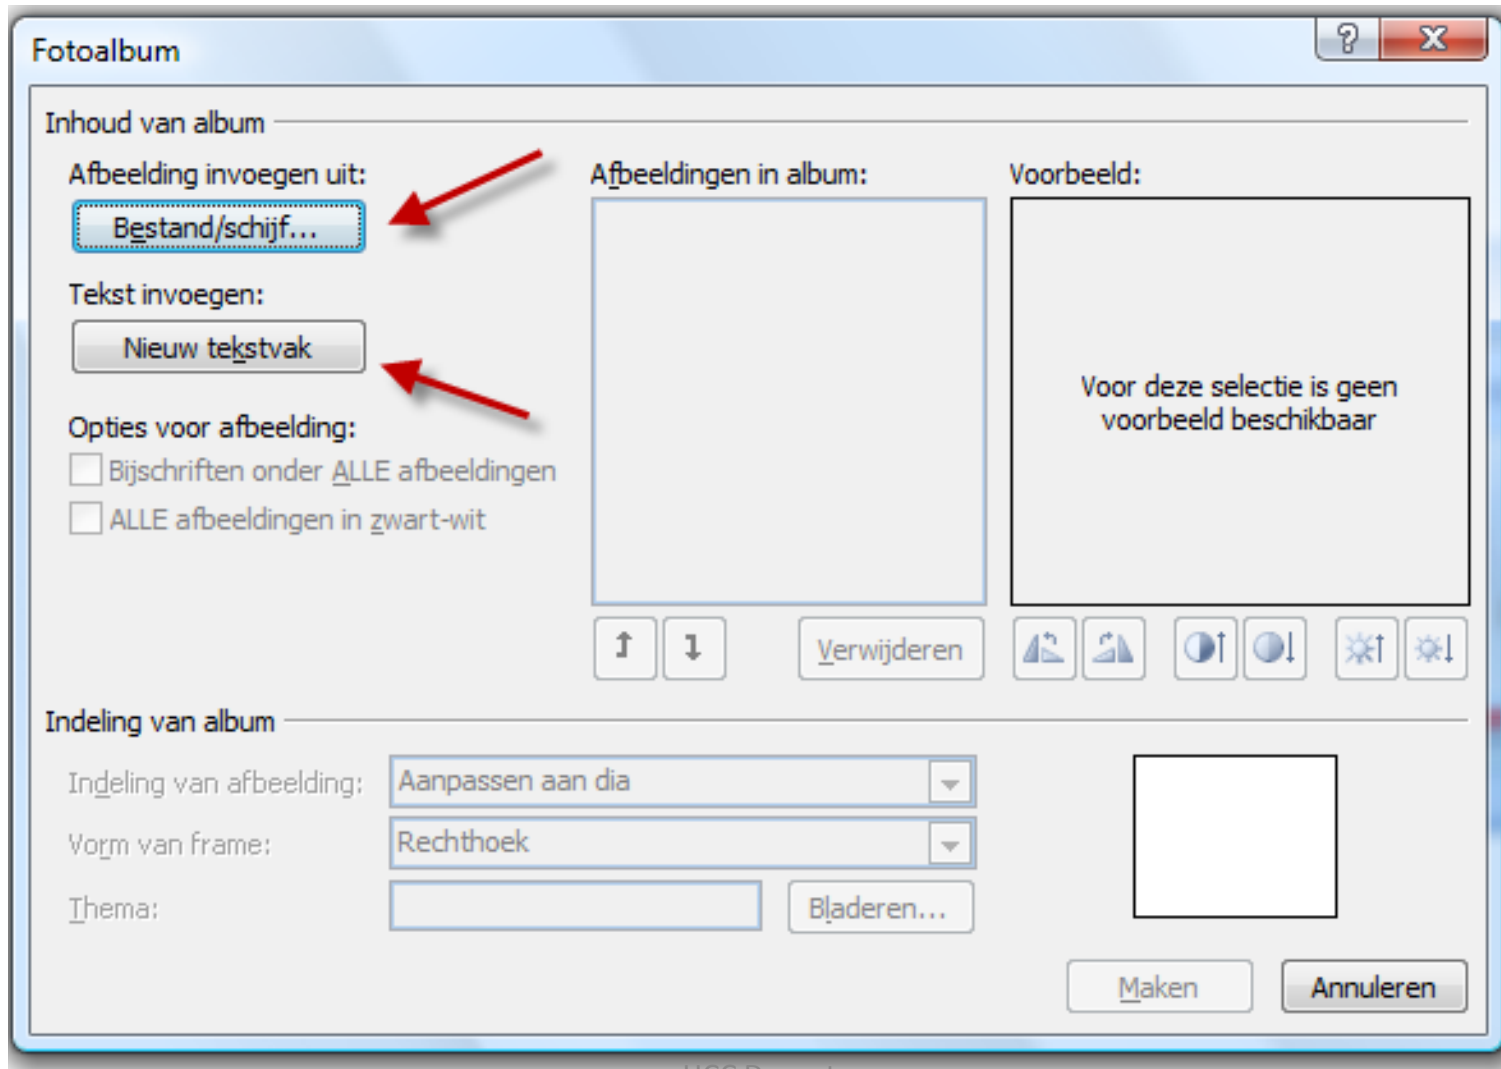 Fotoalbum
Inhoud van album
Afbeelding invoegen uit:
Bestand/schijf...
Tekst invoegen:
Nieuw tekstvak
Opties voor afbeelding:
Bijschriften onder ALLE afbeeldingen
ALLE afbeeldingen in zwart-wit
Afbeeldingen in album:
Verwijderen
Voorbeeld:
Voor deze selectie is geen
voorbeeld beschikbaar
Indeling van album
Indeling van afbeelding:
Aanpassen aan dia
Vorm van frame:
Rechthoek
Thema:
Bladeren...
Maken
Annuleren